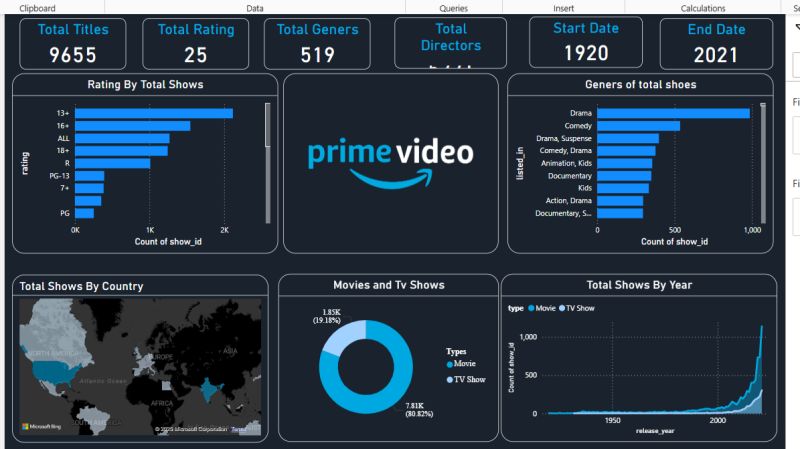 Clipboard Data Queries Insert Calculations Se
Total Titles
9655
Total Rating
25
Total Geners
519
Total
Directors
Start Date
1920
End Date
2021
Rating By Total Shows
rating
13+
16+
ALL
18+
R
PG-13
7+
PG
0K 1K 2K
Count of show_id
prime video
Geners of total shoes
listed_in
Drama
Comedy
Drama, Suspense
Comedy, Drama
Animation, Kids
Documentary
Kids
Action, Drama
Documentary, S...
0 500 1,000
Count of show_id
Fi
Fi
Total Shows By Country
NORTH AMERICA
EUROPE
ASIA
Atlantic Ocean
AFRICA
SOUTH AMERICA
Microsoft Bing
© 2025 Microsoft Corporation Terms
Movies and Tv Shows
1.85K
(19.18%)
7.81K
(80.82%)
Types
Movie
TV Show
Total Shows By Year
type Movie TV Show
Count of show_id
1,000
500
0
1950 2000
release_year